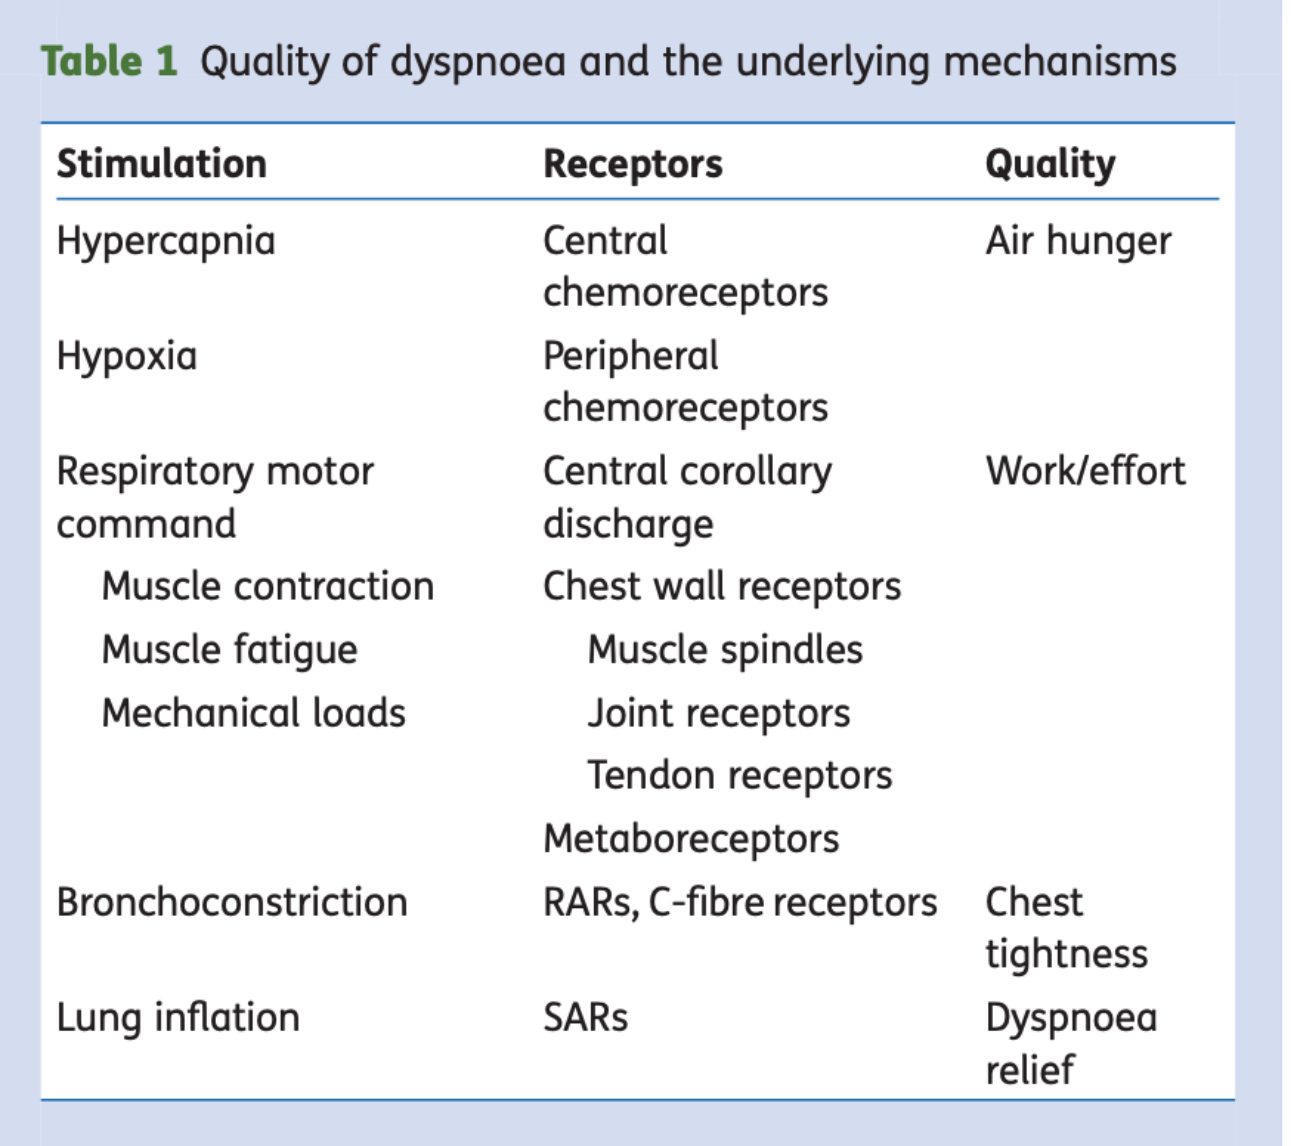 Table 1 Quality of dyspnoea and the underlying mechanisms
Stimulation Receptors Quality
Hypercapnia Central chemoreceptors Air hunger
Hypoxia Peripheral chemoreceptors
Respiratory motor command Central corollary discharge Work/effort
Muscle contraction Chest wall receptors
Muscle fatigue Muscle spindles
Mechanical loads Joint receptors
Tendon receptors
Metaboreceptors
Bronchoconstriction RARs, C-fibre receptors Chest tightness
Lung inflation SARs Dyspnoea relief